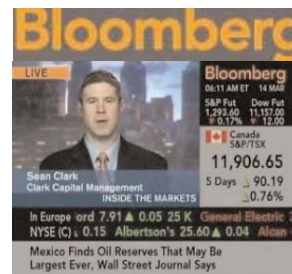 Bloomberg
LIVE
Bloomberg
06:11 AM ET 14 MAR
S&P Fut Dow Fut
1,293.60 11,157.00
▼ 0.17% ▼ 12.00
Canada
S&P/TSX
11,906.65
5 Days △ 90.19
△0.76%
Sean Clark
Clark Capital Management
INSIDE THE MARKETS
In Europe ord 7.91▲ 0.05 25 K General Electric
NYSE (C) 0.15 Albertson's 25.60▲ 0.04 Alcan
Mexico Finds Oil Reserves That May Be
Largest Ever, Wall Street Journal Says